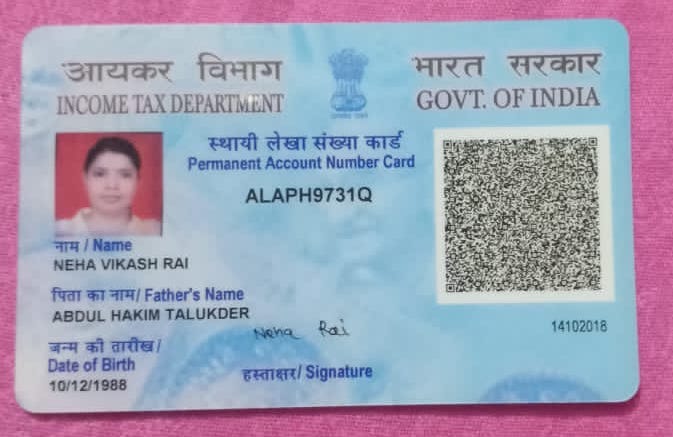 आयकर विभाग
INCOME TAX DEPARTMENT
भारत सरकार
GOVT. OF INDIA
स्थायी लेखा संख्या कार्ड
Permanent Account Number Card
ALAPH9731Q
नाम / Name
NEHA VIKASH RAI
पिता का नाम/ Father's Name
ABDUL HAKIM TALUKDER
जन्म की तारीख/
Date of Birth
10/12/1988
Neha Rai
हस्ताक्षर/ Signature
14102018